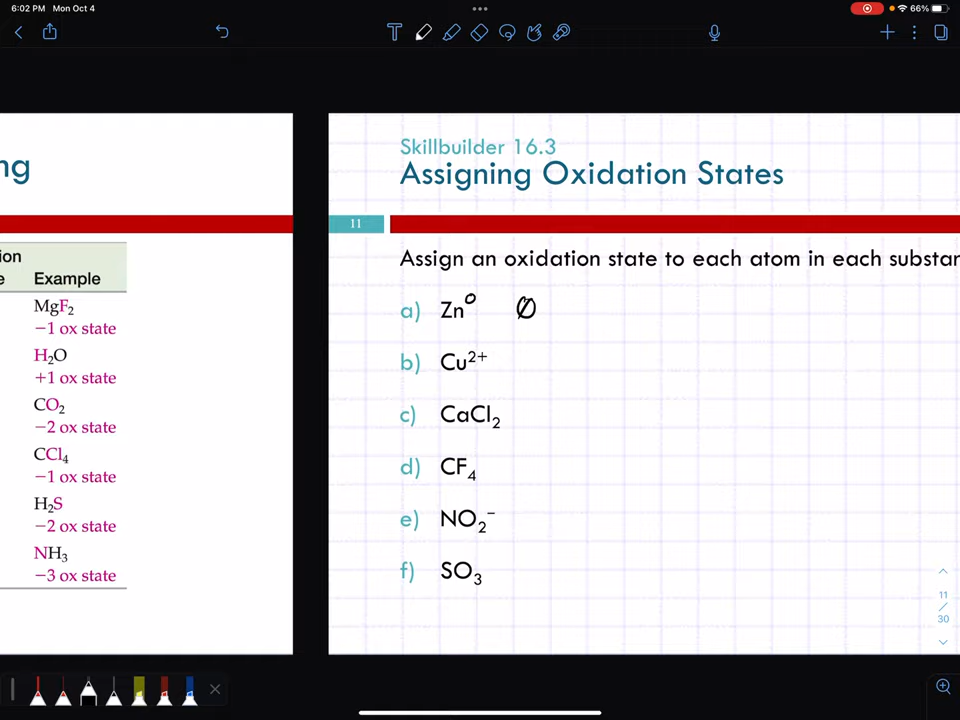 6:02 PM Mon Oct 4
66%
ng
ion
e Example
MgF₂
−1 ox state
H₂O
+1 ox state
CO₂
−2 ox state
CCl₄
−1 ox state
H₂S
−2 ox state
NH₃
−3 ox state
Skillbuilder 16.3
Assigning Oxidation States
11
Assign an oxidation state to each atom in each substan
a) Zn⁰ 0
b) Cu²⁺
c) CaCl₂
d) CF₄
e) NO₂⁻
f) SO₃
11
/
30